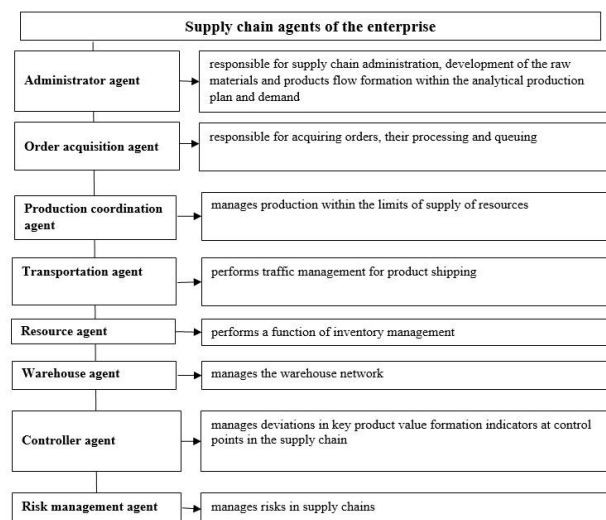 Supply chain agents of the enterprise
Administrator agent
responsible for supply chain administration, development of the raw
materials and products flow formation within the analytical production
plan and demand
Order acquisition agent
responsible for acquiring orders, their processing and queuing
Production coordination
agent
manages production within the limits of supply of resources
Transportation agent
performs traffic management for product shipping
Resource agent
performs a function of inventory management
Warehouse agent
manages the warehouse network
Controller agent
manages deviations in key product value formation indicators at control
points in the supply chain
Risk management agent
manages risks in supply chains